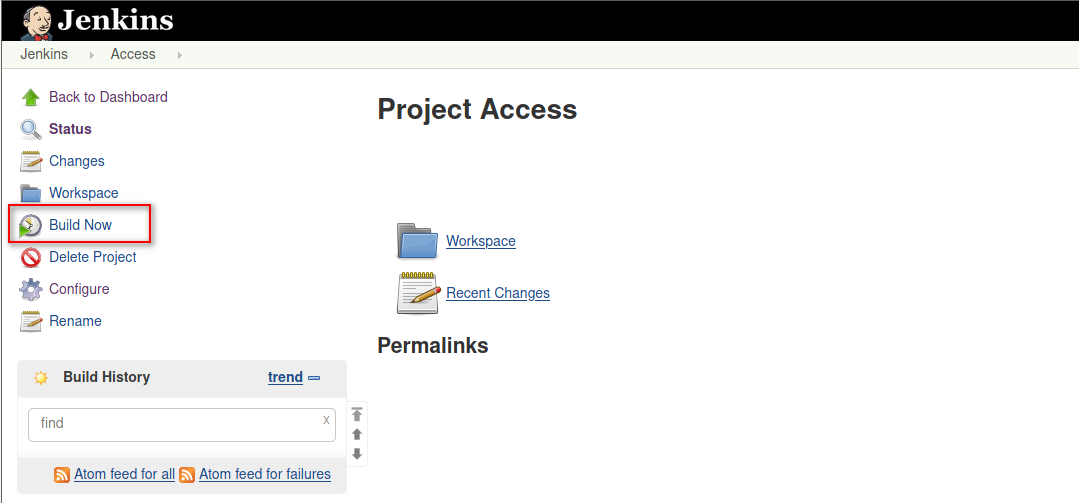 Jenkins
Jenkins Access
Back to Dashboard
Status
Changes
Workspace
Build Now
Delete Project
Configure
Rename
Build History trend
find x
Atom feed for all Atom feed for failures
Project Access
Workspace
Recent Changes
Permalinks